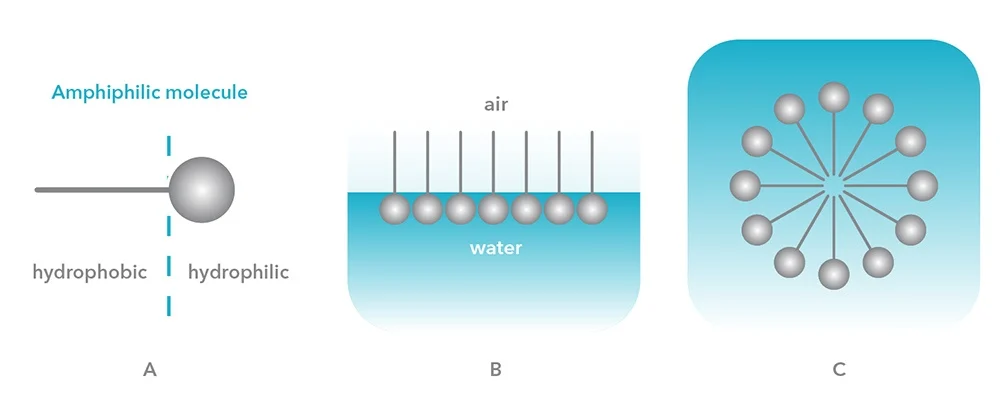 Amphiphilic molecule
hydrophobic
hydrophilic
A
air
water
B
C